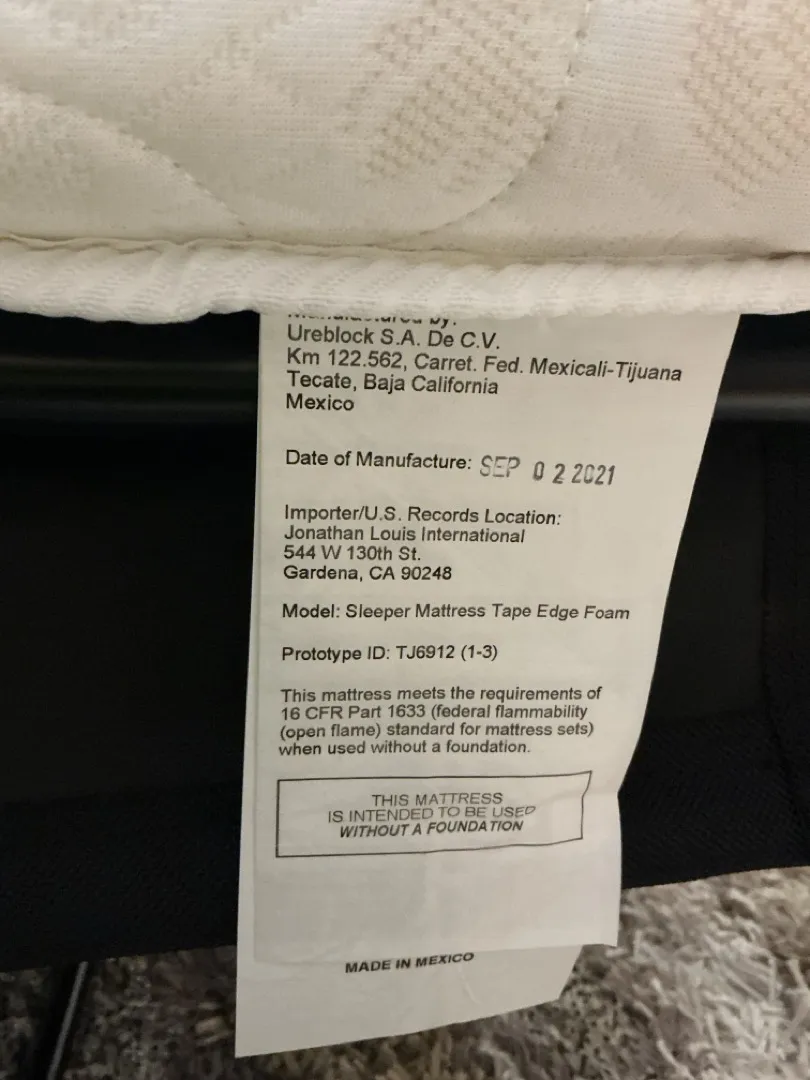 Manufactured by:
Ureblock S.A. De C.V.
Km 122.562, Carret. Fed. Mexicali-Tijuana
Tecate, Baja California
Mexico
Date of Manufacture: SEP 02 2021
Importer/U.S. Records Location:
Jonathan Louis International
544 W 130th St.
Gardena, CA 90248
Model: Sleeper Mattress Tape Edge Foam
Prototype ID: TJ6912 (1-3)
This mattress meets the requirements of
16 CFR Part 1633 (federal flammability
(open flame) standard for mattress sets)
when used without a foundation.
THIS MATTRESS
IS INTENDED TO BE USED
WITHOUT A FOUNDATION
MADE IN MEXICO